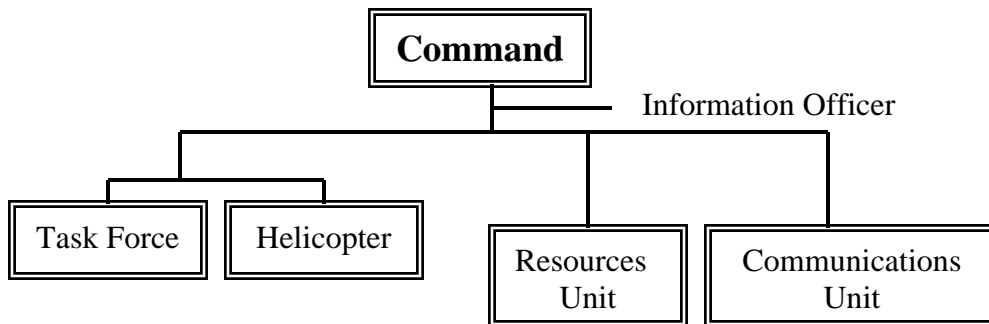 Command
Information Officer
Task Force
Helicopter
Resources
Unit
Communications
Unit